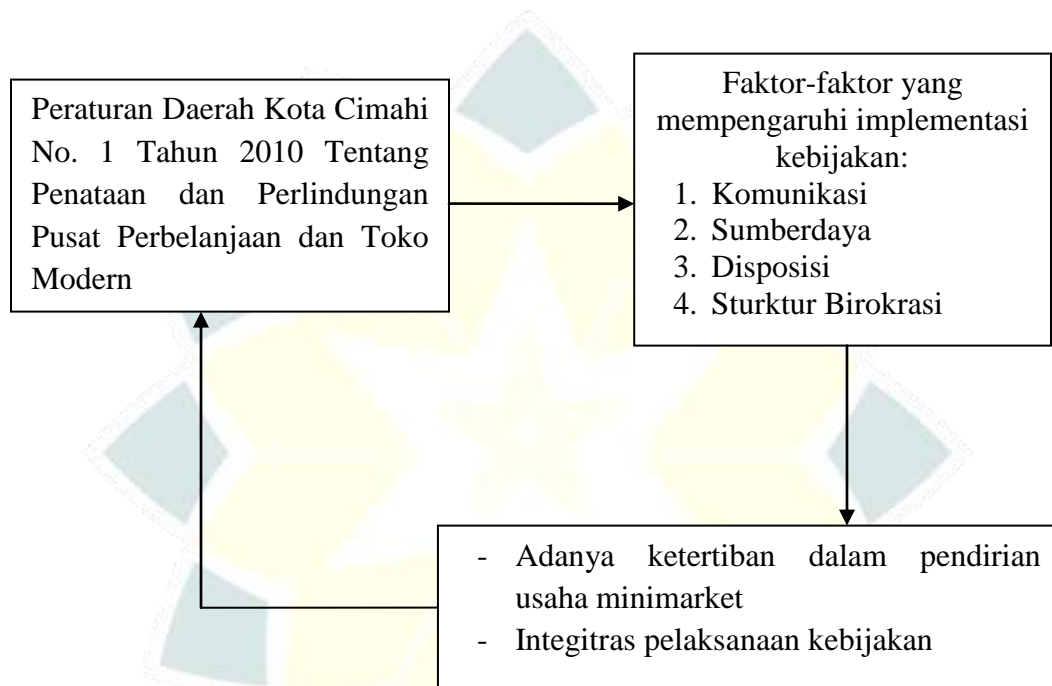 Peraturan Daerah Kota Cimahi
No. 1 Tahun 2010 Tentang
Penataan dan Perlindungan
Pusat Perbelanjaan dan Toko
Modern
Faktor-faktor yang
mempengaruhi implementasi
kebijakan:
1. Komunikasi
2. Sumberdaya
3. Disposisi
4. Sturktur Birokrasi
- Adanya ketertiban dalam pendirian
usaha minimarket
- Integitras pelaksanaan kebijakan